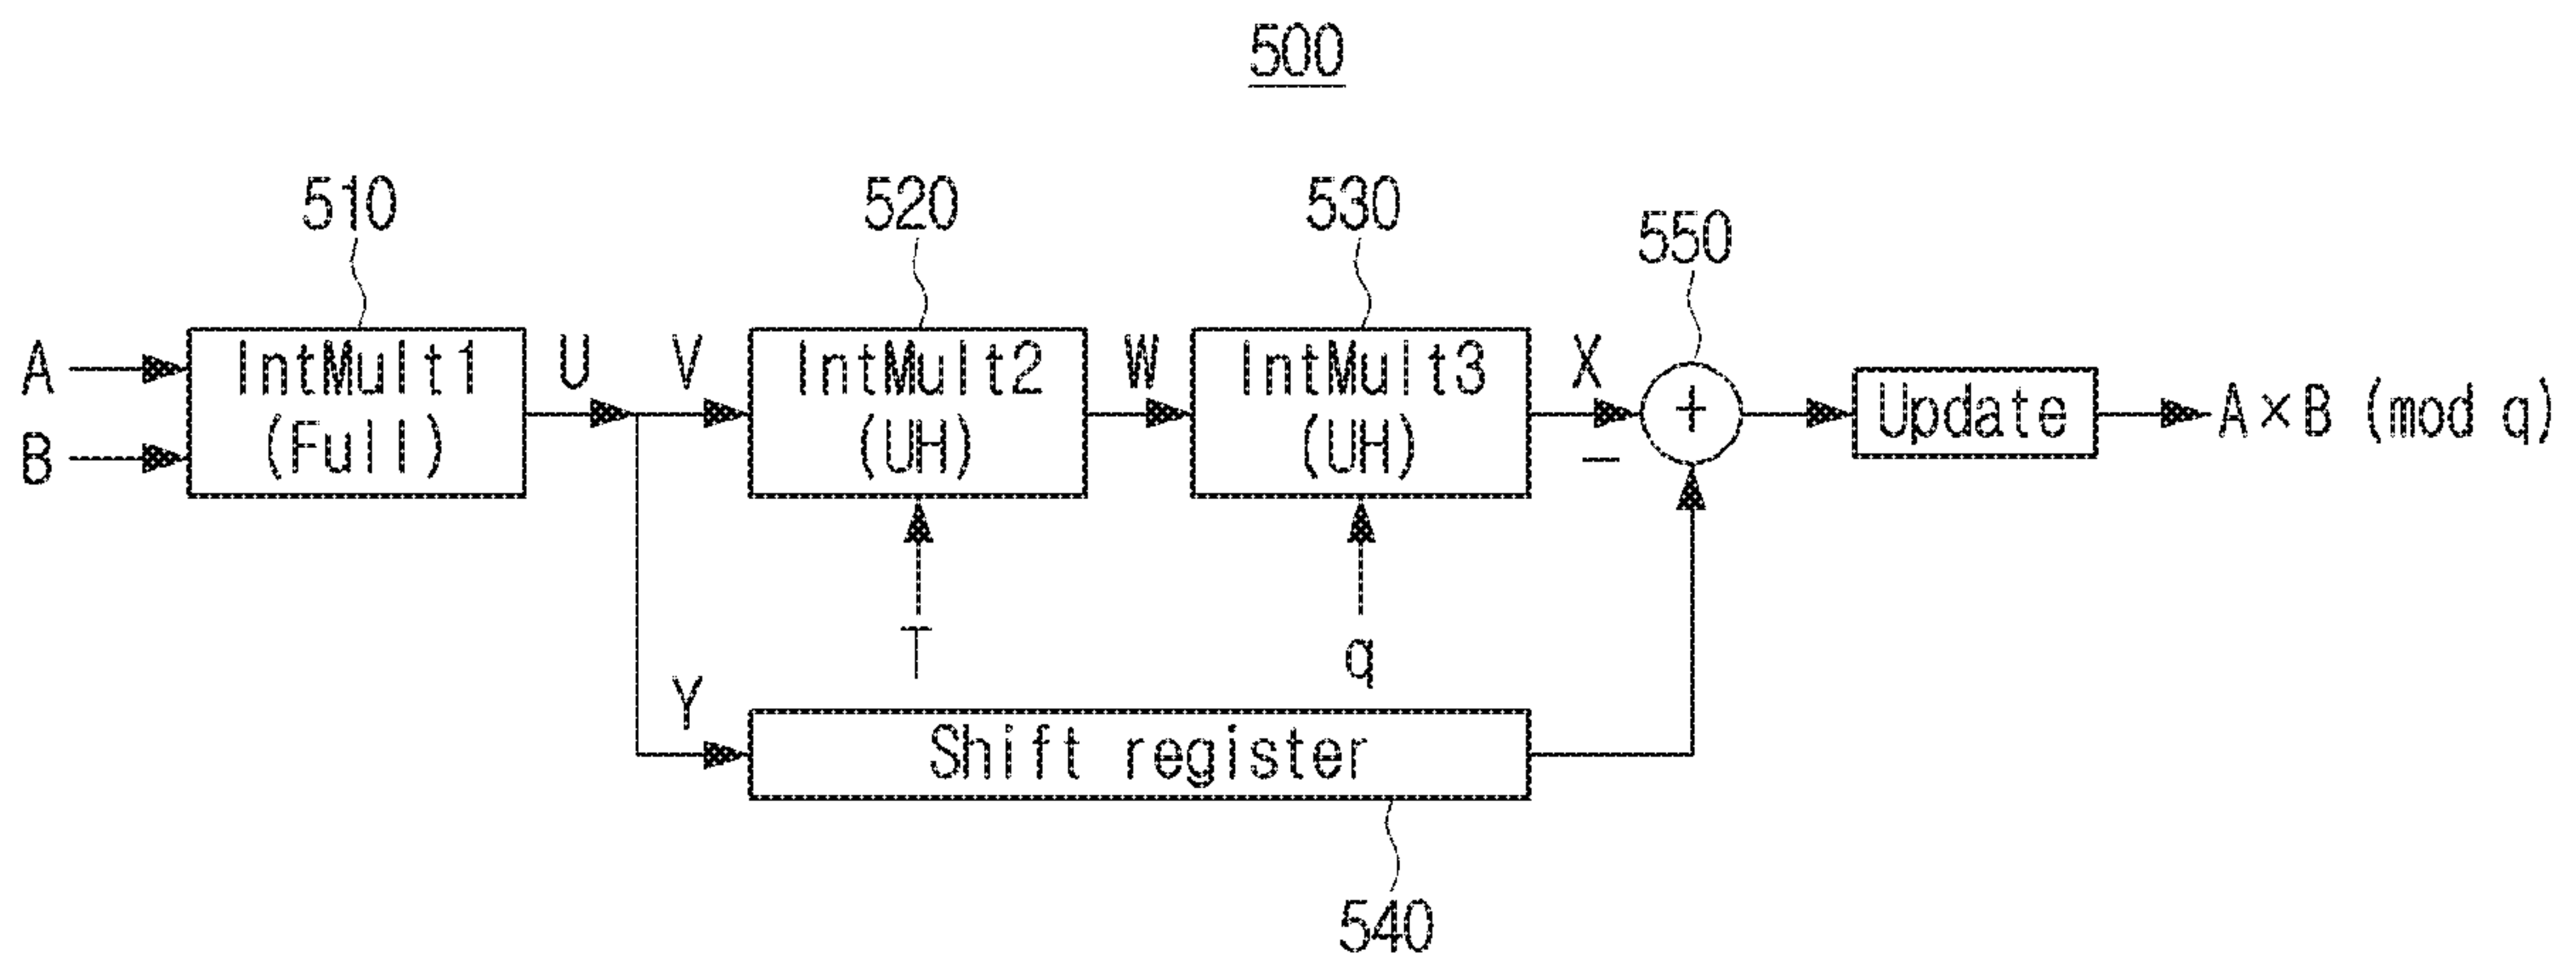 500
510
520
530
550
A
B
IntMult1
(Full)
U
V
IntMult2
(UH)
W
IntMult3
(UH)
X
−
+
Update
A×B (mod q)
T
q
Y
Shift register
540